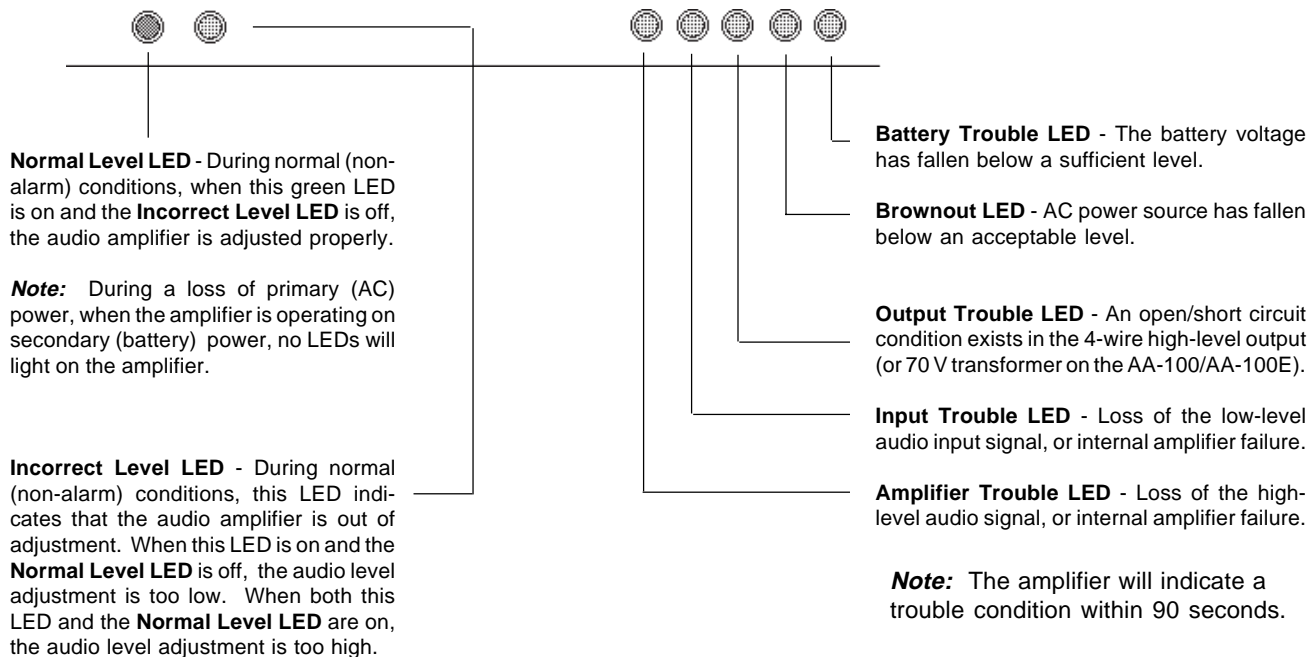 Normal Level LED - During normal (non-
alarm) conditions, when this green LED
is on and the Incorrect Level LED is off,
the audio amplifier is adjusted properly.
Note: During a loss of primary (AC)
power, when the amplifier is operating on
secondary (battery) power, no LEDs will
light on the amplifier.
Incorrect Level LED - During normal
(non-alarm) conditions, this LED indi-
cates that the audio amplifier is out of
adjustment. When this LED is on and the
Normal Level LED is off, the audio level
adjustment is too low. When both this
LED and the Normal Level LED are on,
the audio level adjustment is too high.
Battery Trouble LED - The battery voltage
has fallen below a sufficient level.
Brownout LED - AC power source has fallen
below an acceptable level.
Output Trouble LED - An open/short circuit
condition exists in the 4-wire high-level output
(or 70 V transformer on the AA-100/AA-100E).
Input Trouble LED - Loss of the low-level
audio input signal, or internal amplifier failure.
Amplifier Trouble LED - Loss of the high-
level audio signal, or internal amplifier failure.
Note: The amplifier will indicate a
trouble condition within 90 seconds.